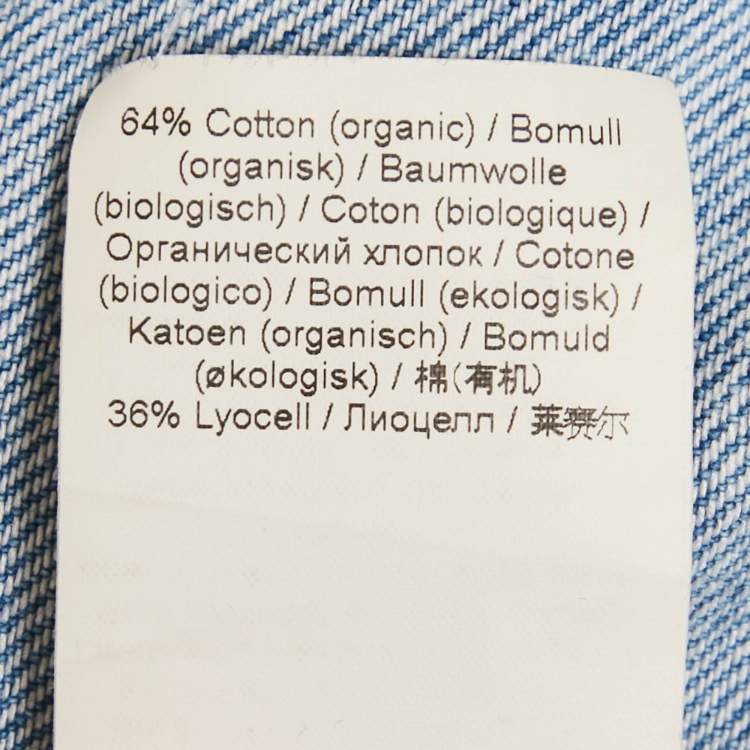 64% Cotton (organic) / Bomull
(organisk) / Baumwolle
(biologisch) / Coton (biologique) /
Органический хлопок / Cotone
(biologico) / Bomull (ekologisk) /
Katoen (organisch) / Bomuld
(økologisk) / 棉(有机)
36% Lyocell / Лиоцелл / 莱赛尔